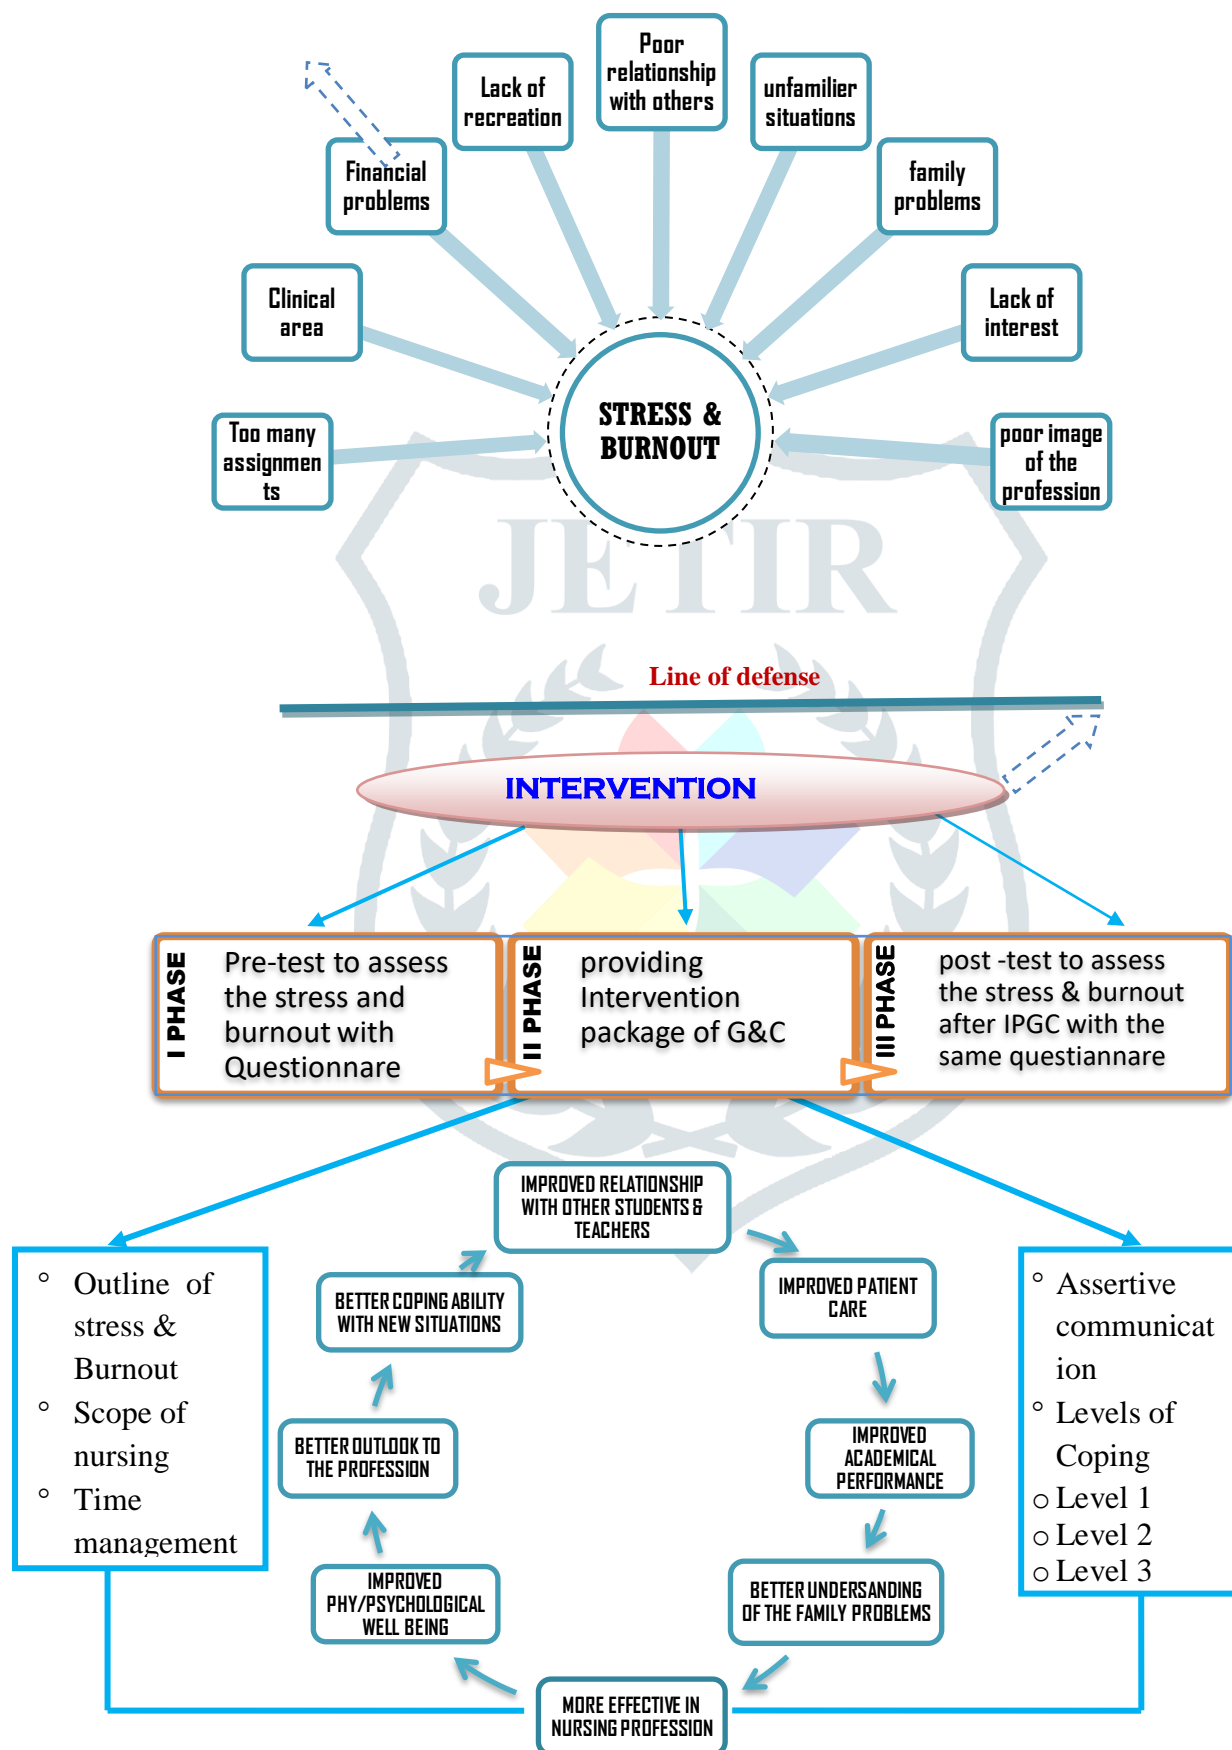 Poor
relationship
with others
Lack of
recreation
unfamilier
situations
Financial
problems
family
problems
Clinical
area
Lack of
interest
Too many
assignmen
ts
STRESS &
BURNOUT
poor image
of the
profession
JETIR
Line of defense
INTERVENTION
I PHASE
Pre-test to assess
the stress and
burnout with
Questionnare
II PHASE
providing
Intervention
package of G&C
III PHASE
post -test to assess
the stress & burnout
after IPGC with the
same questiannare
IMPROVED RELATIONSHIP
WITH OTHER STUDENTS &
TEACHERS
° Outline of
stress &
Burnout
° Scope of
nursing
° Time
management
BETTER COPING ABILITY
WITH NEW SITUATIONS
IMPROVED PATIENT
CARE
° Assertive
communicat
ion
° Levels of
Coping
o Level 1
o Level 2
o Level 3
BETTER OUTLOOK TO
THE PROFESSION
IMPROVED
ACADEMICAL
PERFORMANCE
IMPROVED
PHY/PSYCHOLOGICAL
WELL BEING
BETTER UNDERSANDING
OF THE FAMILY PROBLEMS
MORE EFFECTIVE IN
NURSING PROFESSION